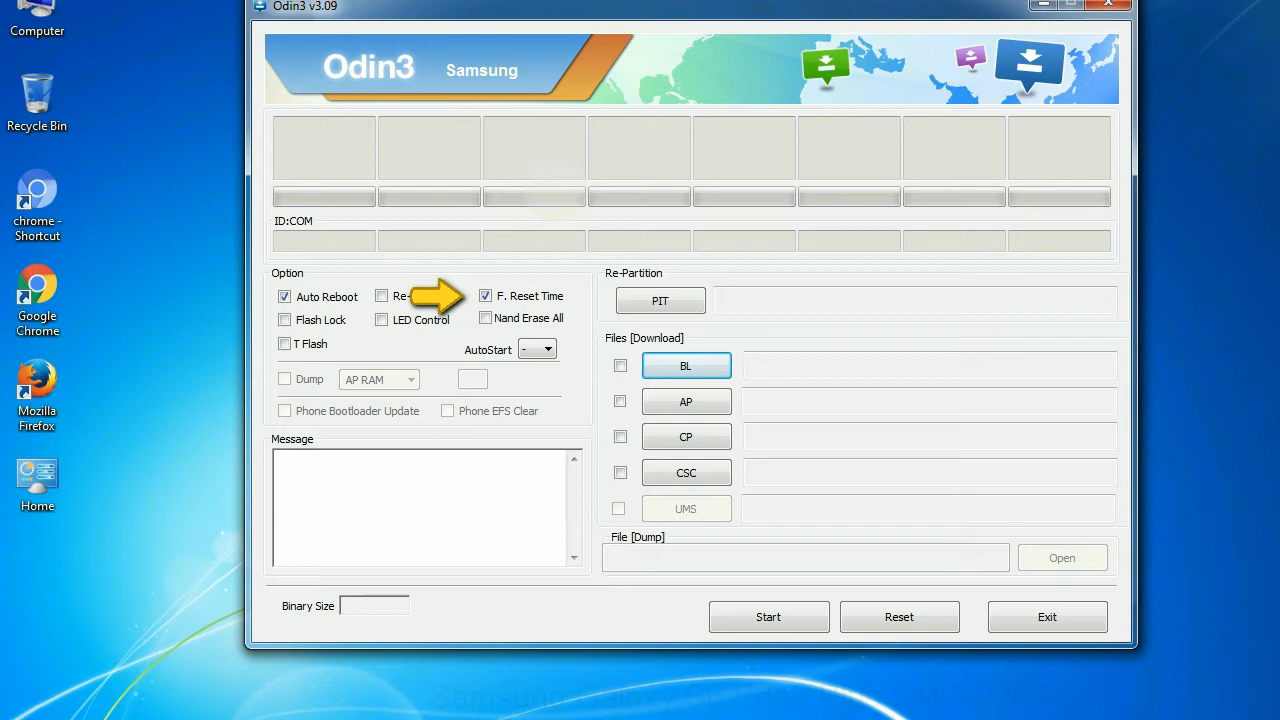 Odin3 v3.09
Computer
Recycle Bin
chrome -
Shortcut
Google
Chrome
Mozilla
Firefox
Home
Odin3 Samsung
ID:COM
Option
Auto Reboot
Re-
F. Reset Time
Flash Lock
LED Control
Nand Erase All
T Flash
AutoStart -
Dump
AP RAM
Phone Bootloader Update
Phone EFS Clear
Message
Re-Partition
PIT
Files [Download]
BL
AP
CP
CSC
UMS
File [Dump]
Open
Binary Size
Start
Reset
Exit
Samsung Galaxy